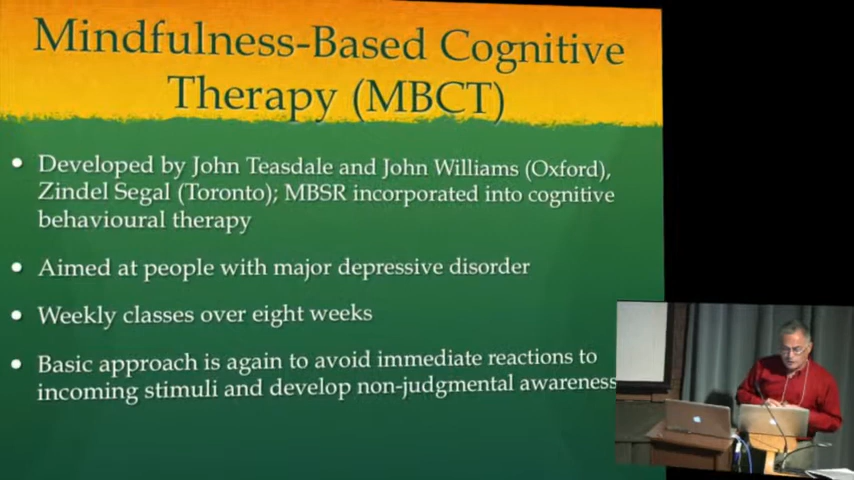 Mindfulness-Based Cognitive
Therapy (MBCT)
Developed by John Teasdale and John Williams (Oxford),
Zindel Segal (Toronto); MBSR incorporated into cognitive
behavioural therapy
Aimed at people with major depressive disorder
Weekly classes over eight weeks
Basic approach is again to avoid immediate reactions to
incoming stimuli and develop non-judgmental awareness